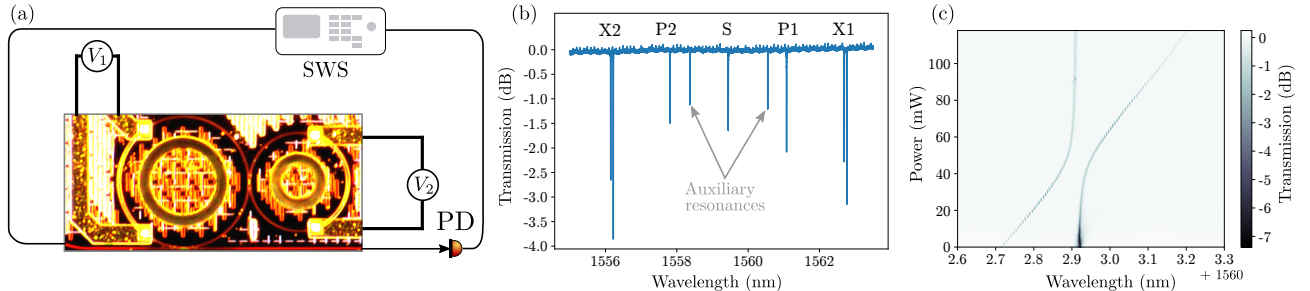 (a)
SWS
V1
V2
PD
(b)
X2 P2 S P1 X1
0.0
-0.5
-1.0
-1.5
-2.0
-2.5
-3.0
-3.5
-4.0
Transmission (dB)
Auxiliary
resonances
1556 1558 1560 1562
Wavelength (nm)
(c)
100
80
60
40
20
0
Power (mW)
2.6 2.7 2.8 2.9 3.0 3.1 3.2 3.3
Wavelength (nm)
+ 1560
0
-1
-2
-3
-4
-5
-6
-7
Transmission (dB)